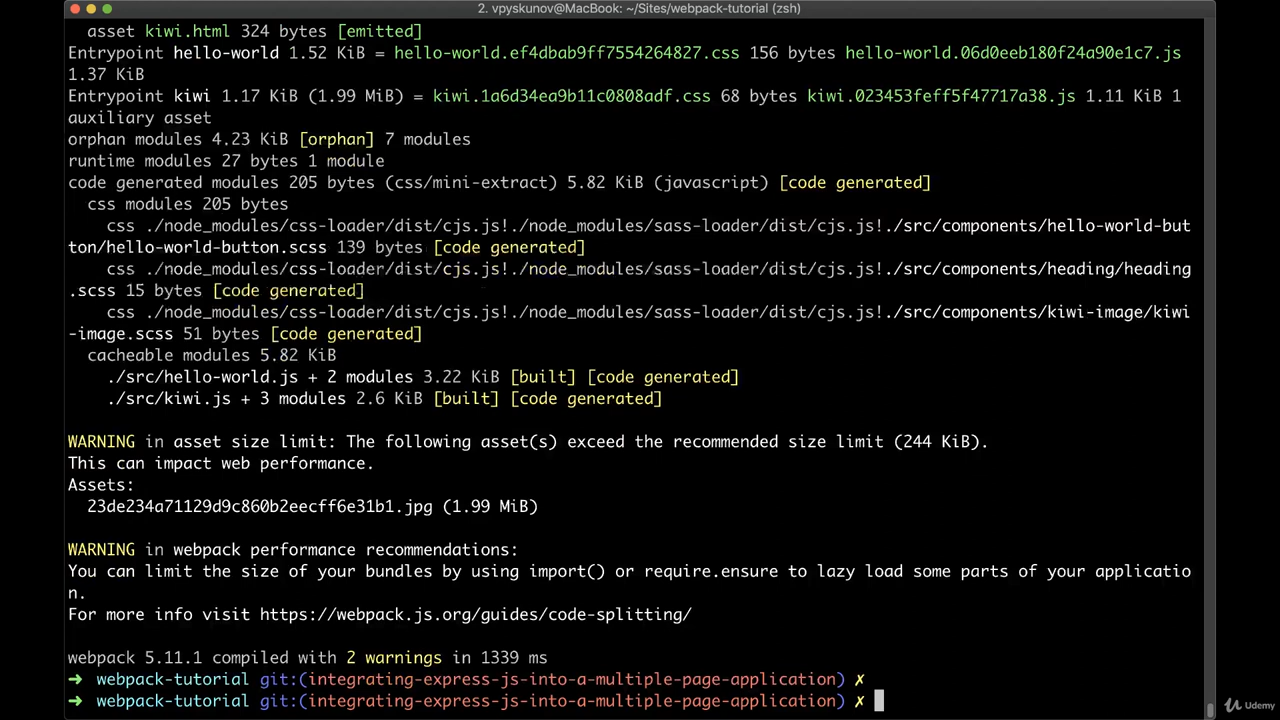 2. vpyskunov@MacBook: ~/Sites/webpack-tutorial (zsh)
asset kiwi.html 324 bytes [emitted]
Entrypoint hello-world 1.52 KiB = hello-world.ef4dbab9ff7554264827.css 156 bytes hello-world.06d0eeb180f24a90e1c7.js
1.37 KiB
Entrypoint kiwi 1.17 KiB (1.99 MiB) = kiwi.1a6d34ea9b11c0808adf.css 68 bytes kiwi.023453feff5f47717a38.js 1.11 KiB 1
auxiliary asset
orphan modules 4.23 KiB [orphan] 7 modules
runtime modules 27 bytes 1 module
code generated modules 205 bytes (css/mini-extract) 5.82 KiB (javascript) [code generated]
css modules 205 bytes
css ./node_modules/css-loader/dist/cjs.js!./node_modules/sass-loader/dist/cjs.js!./src/components/hello-world-but
ton/hello-world-button.scss 139 bytes [code generated]
css ./node_modules/css-loader/dist/cjs.js!./node_modules/sass-loader/dist/cjs.js!./src/components/heading/heading
.scss 15 bytes [code generated]
css ./node_modules/css-loader/dist/cjs.js!./node_modules/sass-loader/dist/cjs.js!./src/components/kiwi-image/kiwi
-image.scss 51 bytes [code generated]
cacheable modules 5.82 KiB
./src/hello-world.js + 2 modules 3.22 KiB [built] [code generated]
./src/kiwi.js + 3 modules 2.6 KiB [built] [code generated]
WARNING in asset size limit: The following asset(s) exceed the recommended size limit (244 KiB).
This can impact web performance.
Assets:
23de234a71129d9c860b2eecff6e31b1.jpg (1.99 MiB)
WARNING in webpack performance recommendations:
You can limit the size of your bundles by using import() or require.ensure to lazy load some parts of your applicatio
n.
For more info visit https://webpack.js.org/guides/code-splitting/
webpack 5.11.1 compiled with 2 warnings in 1339 ms
➜ webpack-tutorial git:(integrating-express-js-into-a-multiple-page-application) ✗
➜ webpack-tutorial git:(integrating-express-js-into-a-multiple-page-application) ✗
Udemy